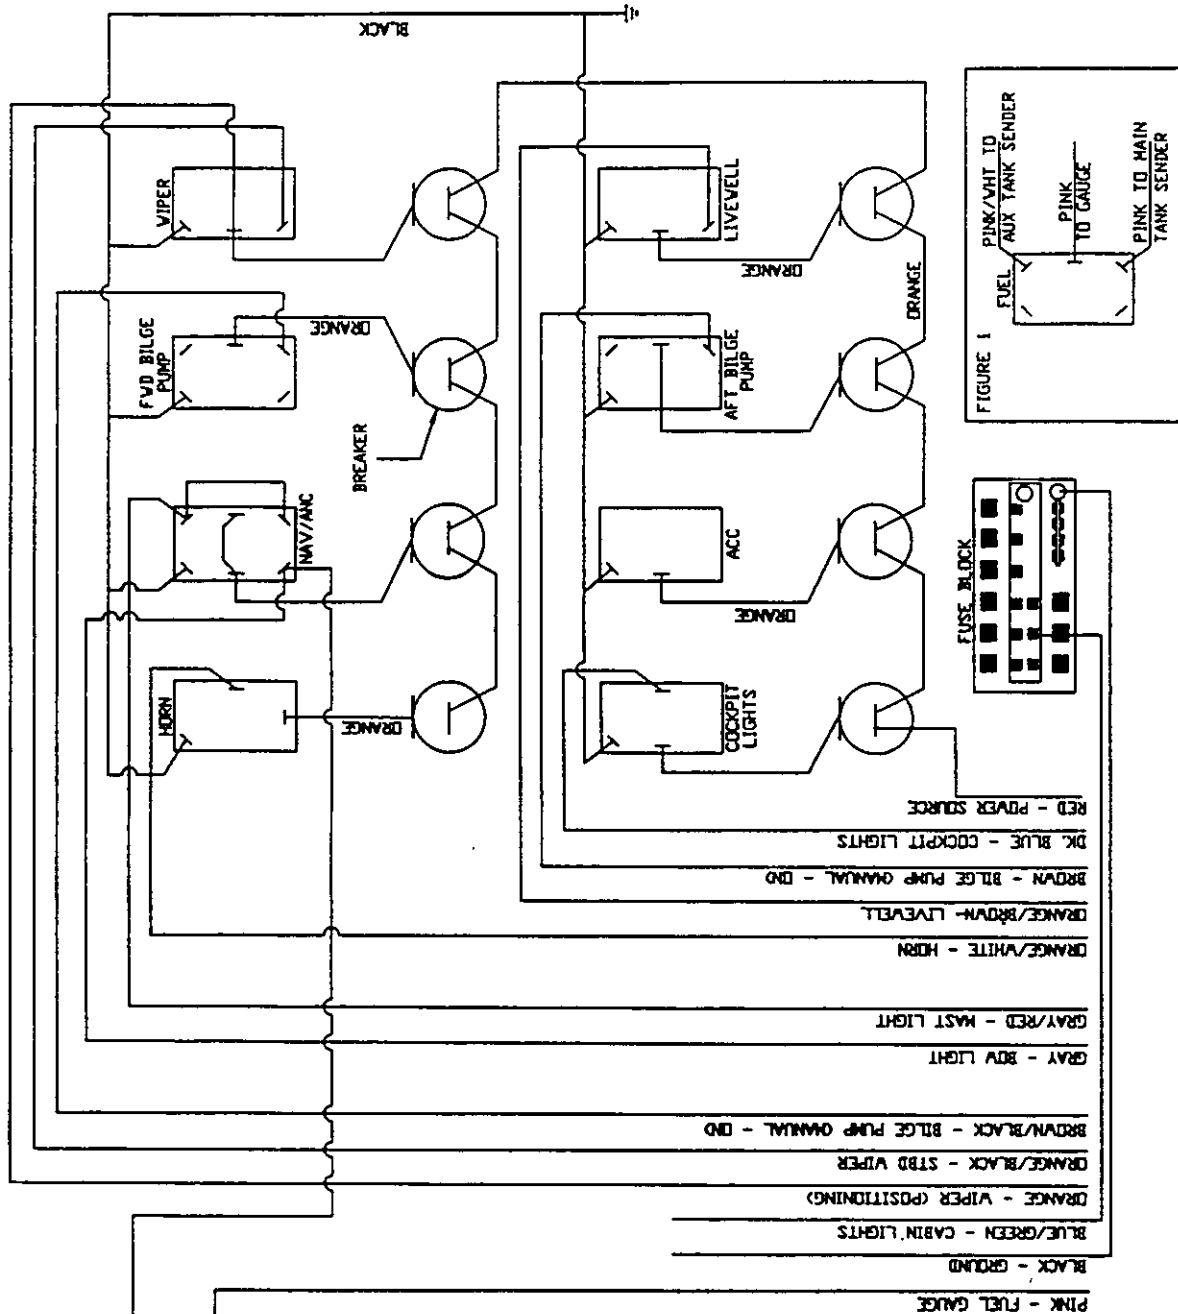 BLACK
WIPER
FWD BILGE
PUMP
ORANGE
BREAKER
NAV/ANC
HORN
ORANGE
LIVEWELL
ORANGE
ORANGE
AFT BILGE
PUMP
ACC
ORANGE
COCKPIT
LIGHTS
FIGURE 1
FUEL
PINK/WHT TO
AUX TANK SENDER
PINK
TO GAUGE
PINK TO MAIN
TANK SENDER
FUSE BLOCK
RED - POWER SOURCE
DK. BLUE - COCKPIT LIGHTS
BROWN - BILGE PUMP (MANUAL - ON)
ORANGE/BROWN- LIVEWELL
ORANGE/WHITE - HORN
GRAY/RED - MAST LIGHT
GRAY - BOW LIGHT
BROWN/BLACK - BILGE PUMP (MANUAL - ON)
ORANGE/BLACK - STBD WIPER
ORANGE - WIPER (POSITIONING)
BLUE/GREEN - CABIN LIGHTS
BLACK - GROUND
PINK - FUEL GAUGE